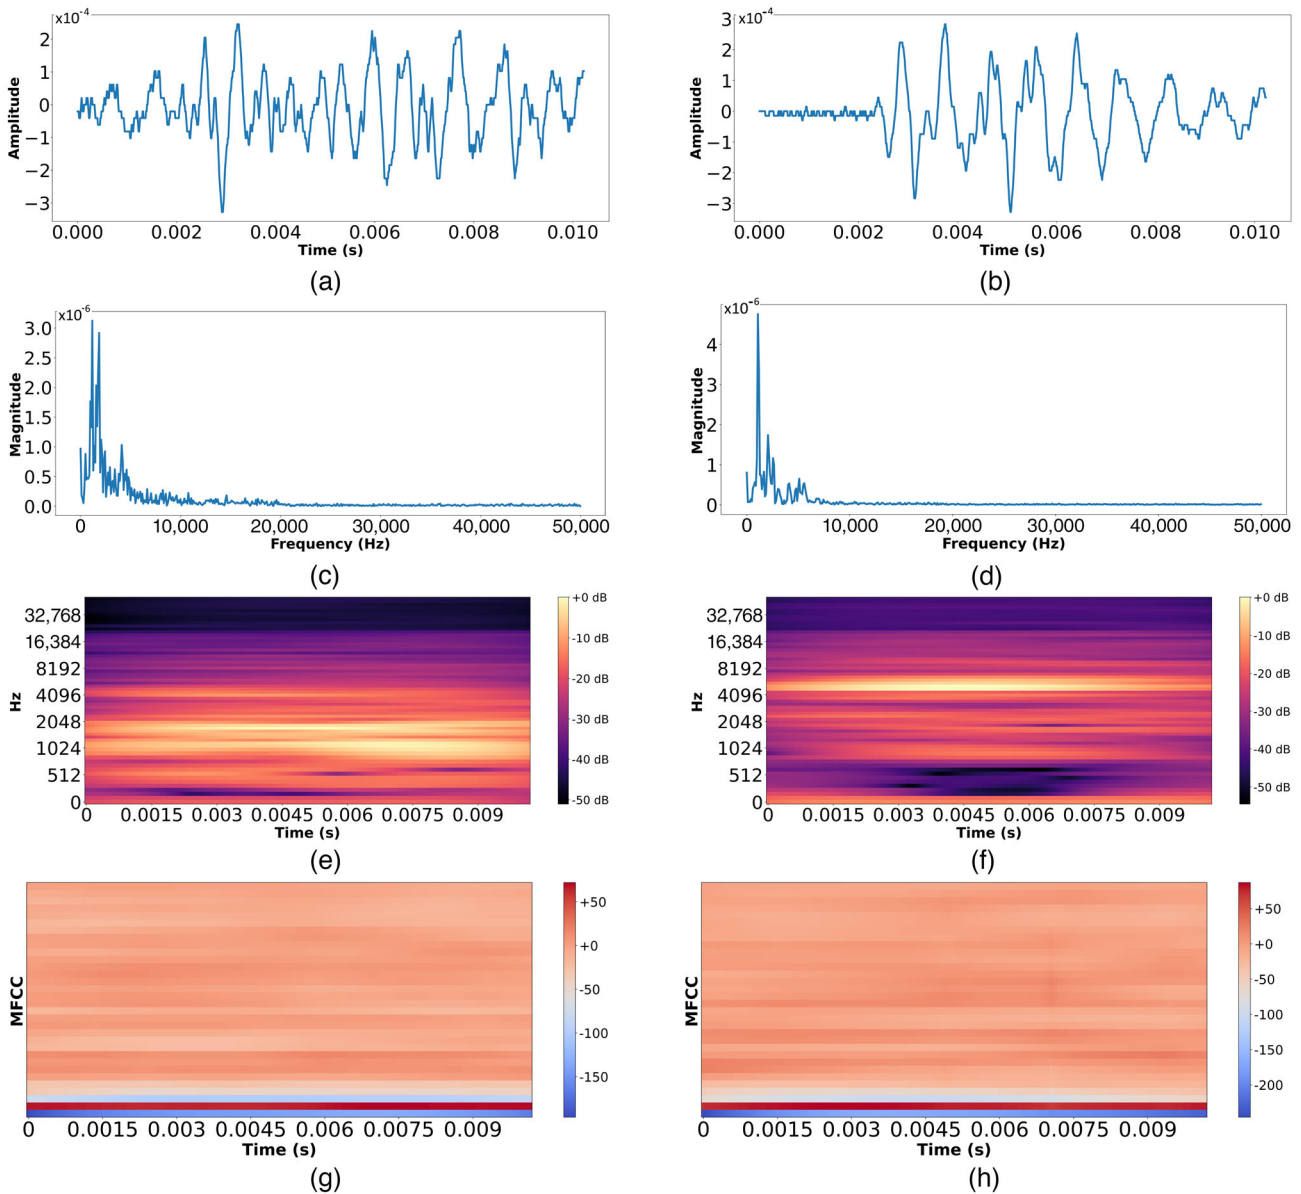 x10⁻⁴
2
1
0
−1
−2
−3
Amplitude
0.000 0.002 0.004 0.006 0.008 0.010
Time (s)
(a)
x10⁻⁴
3
2
1
0
−1
−2
−3
Amplitude
0.000 0.002 0.004 0.006 0.008 0.010
Time (s)
(b)
x10⁻⁶
3.0
2.5
2.0
1.5
1.0
0.5
0.0
Magnitude
0 10,000 20,000 30,000 40,000 50,000
Frequency (Hz)
(c)
x10⁻⁶
4
3
2
1
0
Magnitude
0 10,000 20,000 30,000 40,000 50,000
Frequency (Hz)
(d)
32,768
16,384
8192
4096
2048
1024
512
0
Hz
0 0.0015 0.003 0.0045 0.006 0.0075 0.009
Time (s)
+0 dB
-10 dB
-20 dB
-30 dB
-40 dB
-50 dB
(e)
32,768
16,384
8192
4096
2048
1024
512
0
Hz
0 0.0015 0.003 0.0045 0.006 0.0075 0.009
Time (s)
+0 dB
-10 dB
-20 dB
-30 dB
-40 dB
-50 dB
(f)
MFCC
0 0.0015 0.003 0.0045 0.006 0.0075 0.009
Time (s)
+50
+0
-50
-100
-150
(g)
MFCC
0 0.0015 0.003 0.0045 0.006 0.0075 0.009
Time (s)
+50
+0
-50
-100
-150
-200
(h)